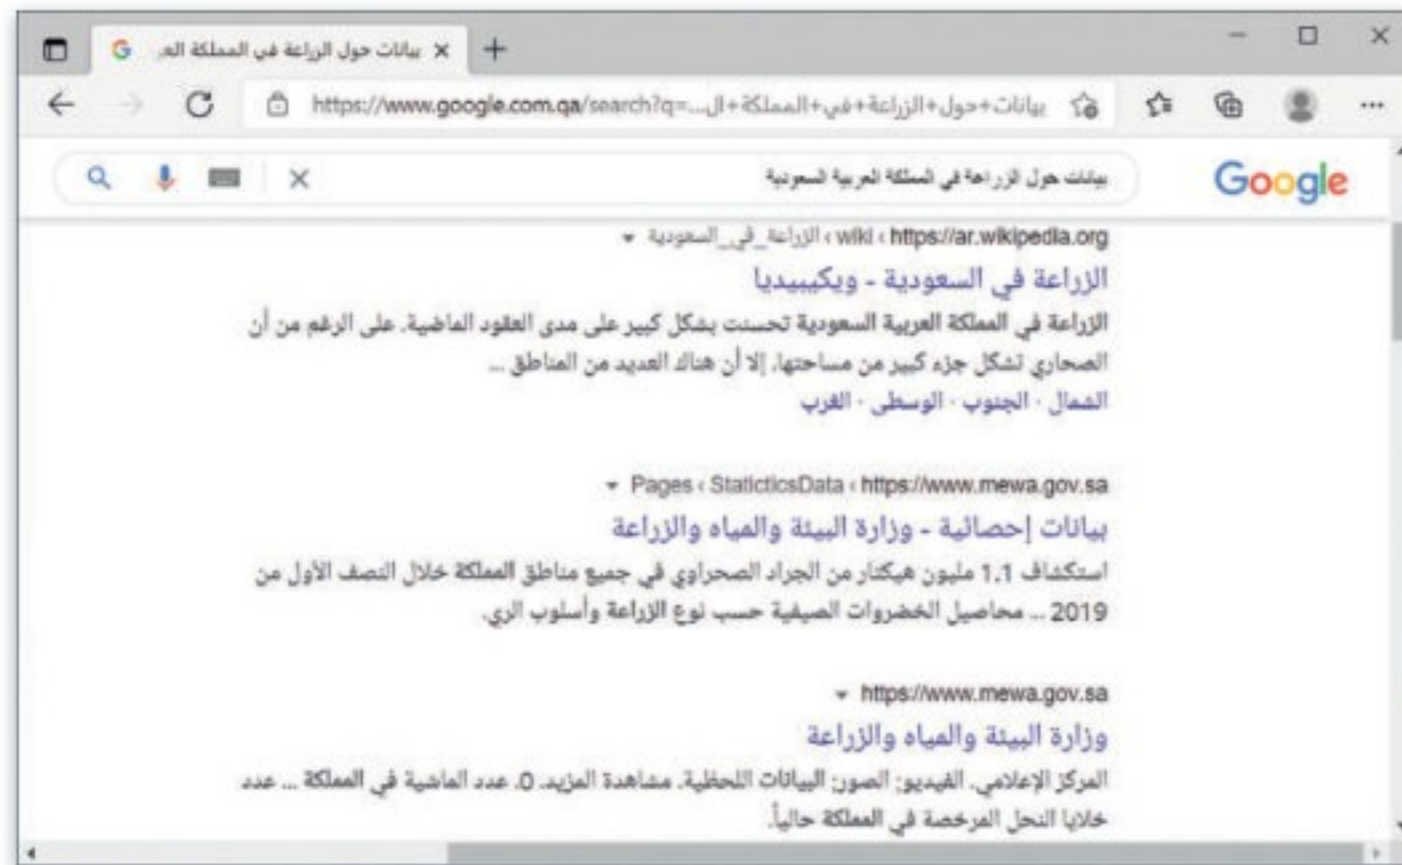 بيانات حول الزراعة في المملكة العر
https://www.google.com.qa/search?q=...بيانات+حول+الزراعة+في+المملكة+ال
بيانات حول الزراعة في المملكة العربية السعودية
Google
https://ar.wikipedia.org › wiki › الزراعة_في_السعودية
الزراعة في السعودية - ويكيبيديا
الزراعة في المملكة العربية السعودية تحسنت بشكل كبير على مدى العقود الماضية. على الرغم من أن
الصحاري تشكل جزء كبير من مساحتها، إلا أن هناك العديد من المناطق ...
الشمال · الجنوب · الوسطى · الغرب
https://www.mewa.gov.sa › StaticticsData › Pages
بيانات إحصائية - وزارة البيئة والمياه والزراعة
استكشاف 1.1 مليون هيكتار من الجراد الصحراوي في جميع مناطق المملكة خلال النصف الأول من
2019 ... محاصيل الخضروات الصيفية حسب نوع الزراعة وأسلوب الري.
https://www.mewa.gov.sa
وزارة البيئة والمياه والزراعة
المركز الإعلامي. الفيديو; الصور; البيانات اللحظية. مشاهدة المزيد. 0. عدد الماشية في المملكة ... عدد
خلايا النحل المرخصة في المملكة حالياً.